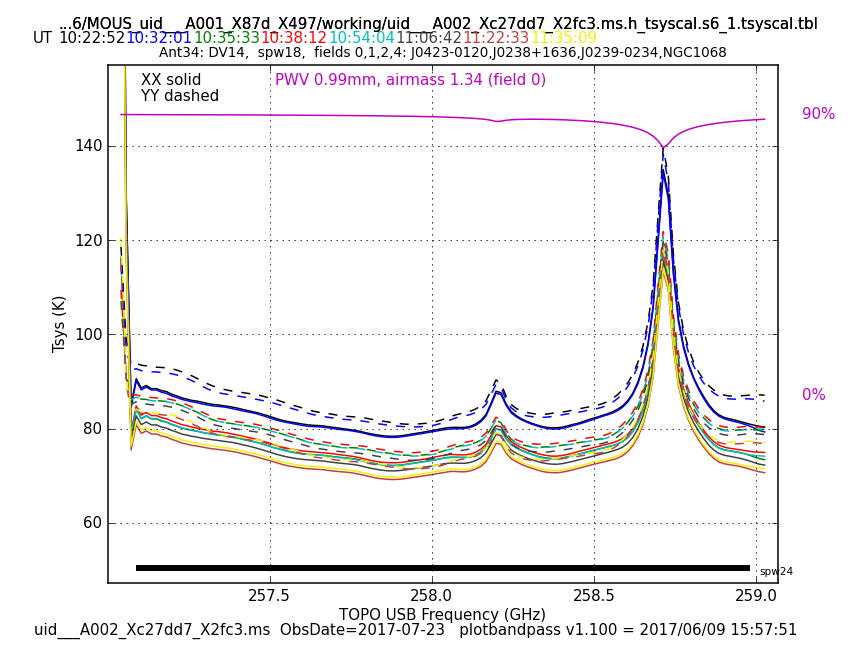 ...6/MOUS_uid___A001_X87d_X497/working/uid___A002_Xc27dd7_X2fc3.ms.h_tsyscal.s6_1.tsyscal.tbl
UT 10:22:52 10:32:01 10:35:33 10:38:12 10:54:04 11:06:42 11:22:33 11:35:09
Ant34: DV14, spw18, fields 0,1,2,4: J0423-0120,J0238+1636,J0239-0234,NGC1068
XX solid PWV 0.99mm, airmass 1.34 (field 0)
YY dashed
90%
140
120
100
80
60
0%
Tsys (K)
spw24
257.5 258.0 258.5 259.0
TOPO USB Frequency (GHz)
uid___A002_Xc27dd7_X2fc3.ms ObsDate=2017-07-23 plotbandpass v1.100 = 2017/06/09 15:57:51